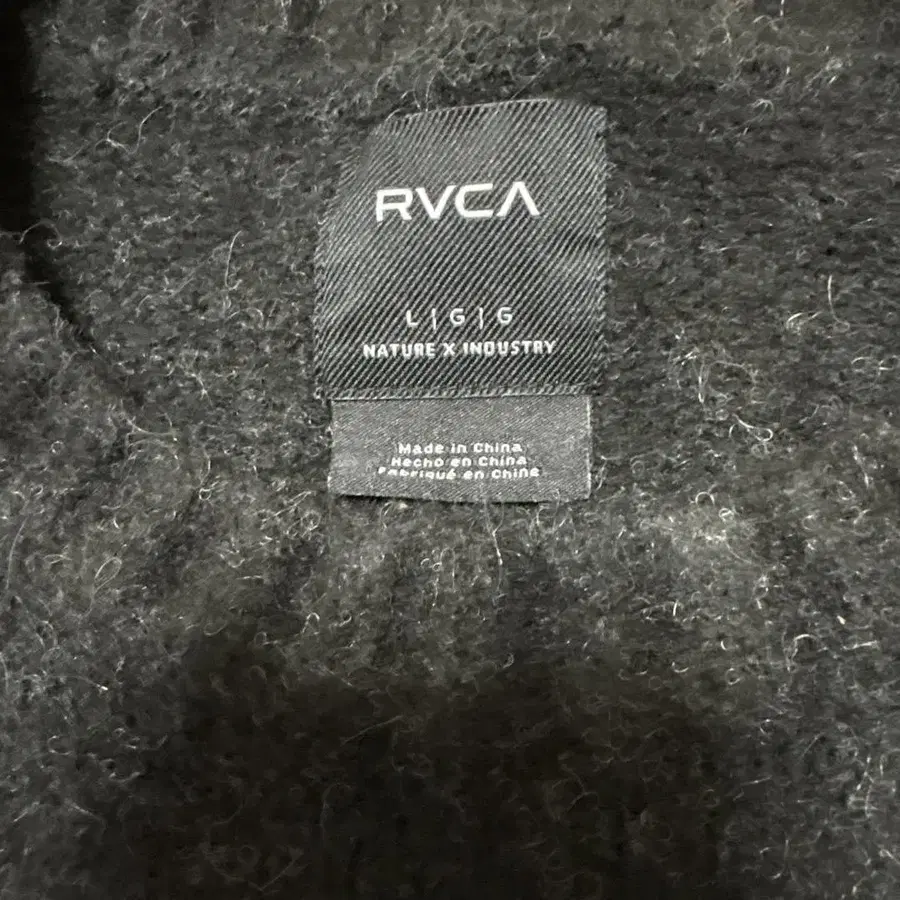 RVCA
L | G | G
NATURE X INDUSTRY
Made in China
Hecho en China
Fabriqué en Chine